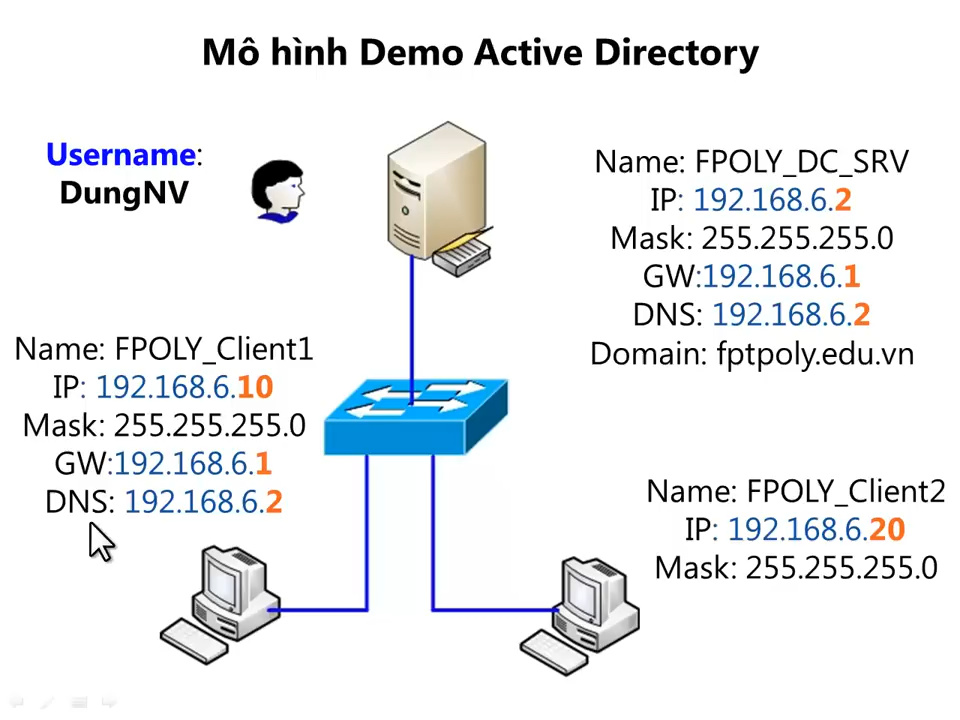 Mô hình Demo Active Directory
Username:
DungNV
Name: FPOLY_DC_SRV
IP: 192.168.6.2
Mask: 255.255.255.0
GW:192.168.6.1
DNS: 192.168.6.2
Domain: fptpoly.edu.vn
Name: FPOLY_Client1
IP: 192.168.6.10
Mask: 255.255.255.0
GW:192.168.6.1
DNS: 192.168.6.2
Name: FPOLY_Client2
IP: 192.168.6.20
Mask: 255.255.255.0